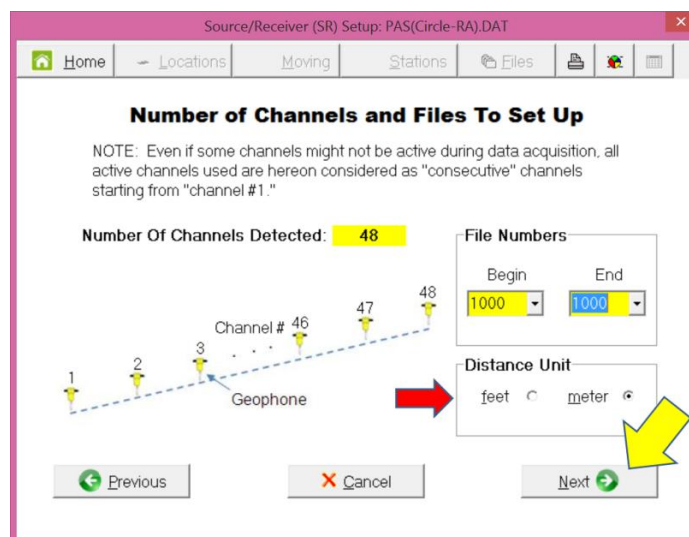 Source/Receiver (SR) Setup: PAS(Circle-RA).DAT
Home Locations Moving Stations Files
Number of Channels and Files To Set Up
NOTE: Even if some channels might not be active during data acquisition, all
active channels used are hereon considered as "consecutive" channels
starting from "channel #1."
Number Of Channels Detected: 48
File Numbers
Begin End
1000 1000
1 2 3 . . . 46 47 48
Channel #
Geophone
Distance Unit
feet meter
Previous Cancel Next